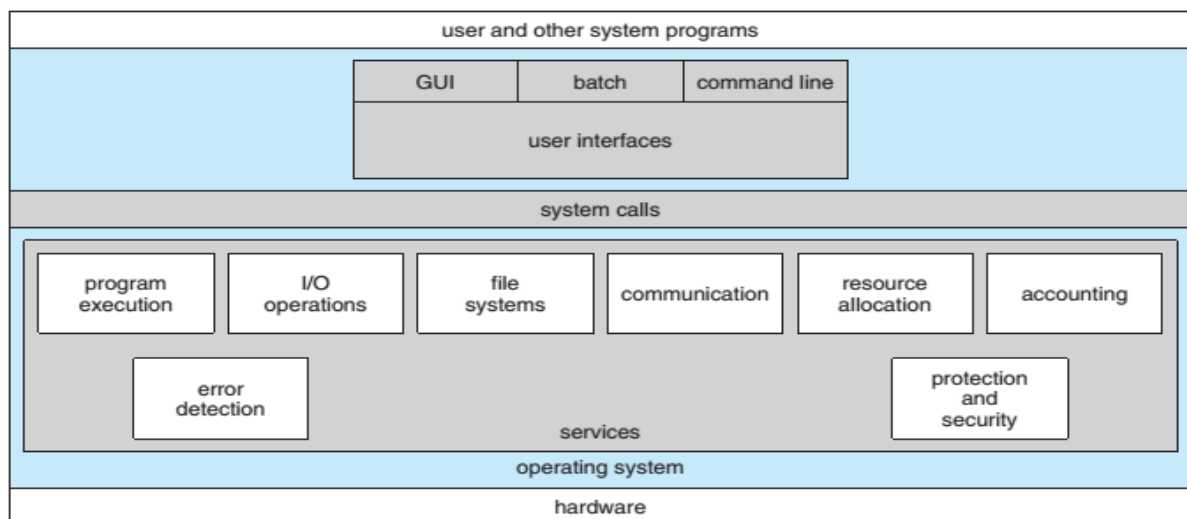 user and other system programs
GUI
batch
command line
user interfaces
system calls
program
execution
I/O
operations
file
systems
communication
resource
allocation
accounting
error
detection
protection
and
security
services
operating system
hardware